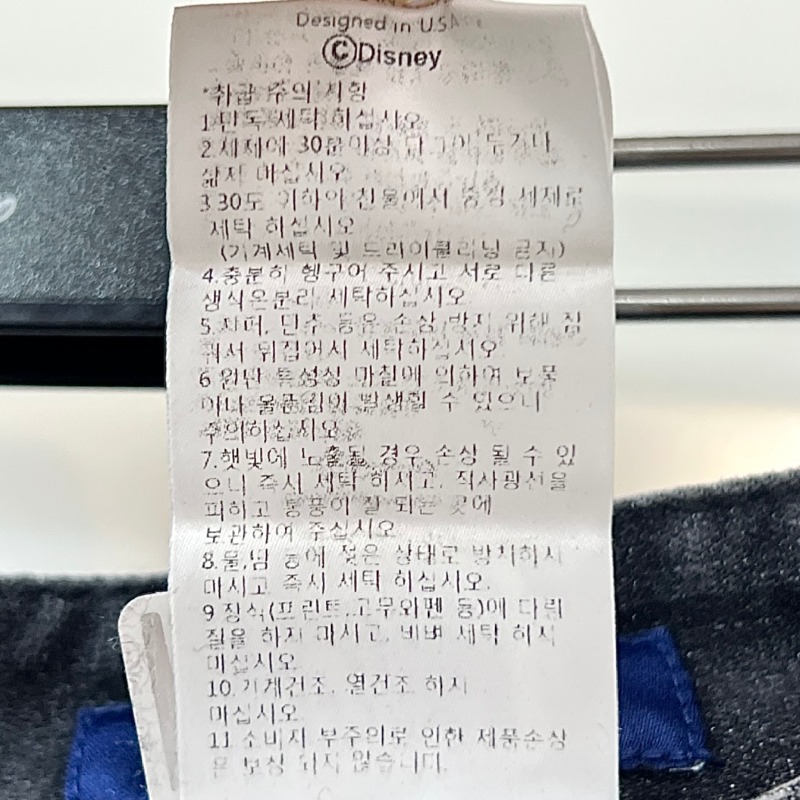 Designed in U.S.A
©Disney
*취급 주의 사항
1.단독 세탁 하십시오
2.세제에 30분이상 담그어 두거나
삶지 마십시오
3.30도 이하의 찬물에서 중성 세제로
세탁 하십시오
(기계세탁 및 드라이클리닝 금지)
4.충분히 헹구어 주시고 서로 다른
색식은분리 세탁하십시오
5.지퍼, 단추 등은 손상 방지 위해 잠
궈서 뒤집어서 세탁하십시오
6 원단 특성상 마찰에 의하여 보풀
이나 올튿림이 발생할 수 있으니
주의하십시오
7.햇빛에 노출될 경우 손상 될 수 있
으니 즉시 세탁 하시고, 직사광선을
피하고 통풍이 잘 되는 곳에
보관하여 주십시오
8.물,땀 등에 젖은 상태로 방치하시
마시고 즉시 세탁 하십시오.
9 장식(프린트,고무와펜 등)에 다림
질을 하지 마시고, 비벼 세탁 하시
마십시오
10.기계건조, 열건조 하시
마십시오
11 소비자 부주의로 인한 제품손상
은 보상 되지 않습니다.